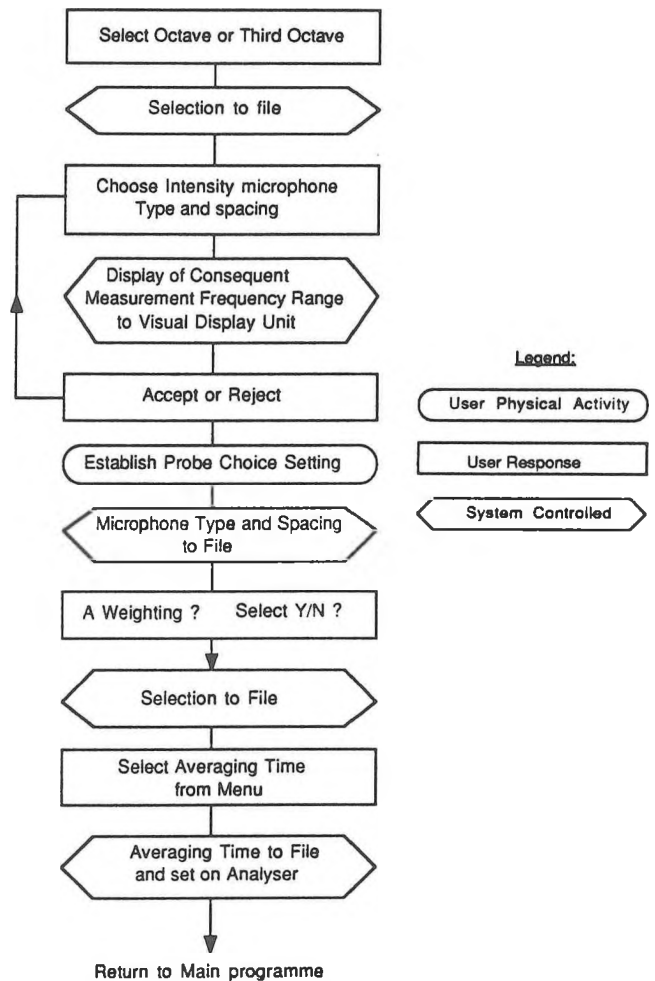 Select Octave or Third Octave
Selection to file
Choose Intensity microphone
Type and spacing
Display of Consequent
Measurement Frequency Range
to Visual Display Unit
Accept or Reject
Establish Probe Choice Setting
Microphone Type and Spacing
to File
A Weighting ? Select Y/N ?
Selection to File
Select Averaging Time
from Menu
Averaging Time to File
and set on Analyser
Return to Main programme
Legend:
User Physical Activity
User Response
System Controlled